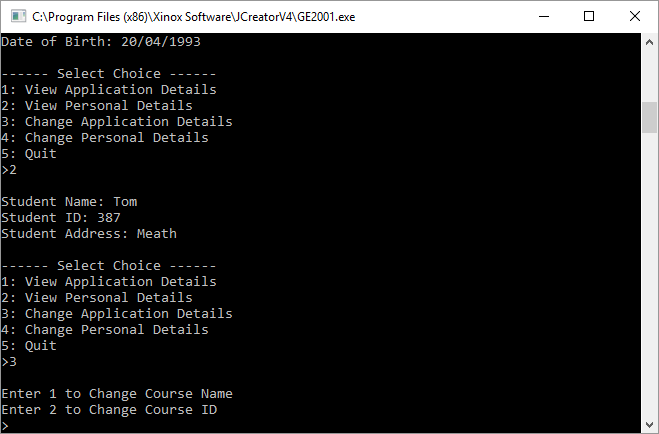 C:\Program Files (x86)\Xinox Software\JCreatorV4\GE2001.exe
Date of Birth: 20/04/1993
------ Select Choice ------
1: View Application Details
2: View Personal Details
3: Change Application Details
4: Change Personal Details
5: Quit
>2
Student Name: Tom
Student ID: 387
Student Address: Meath
------ Select Choice ------
1: View Application Details
2: View Personal Details
3: Change Application Details
4: Change Personal Details
5: Quit
>3
Enter 1 to Change Course Name
Enter 2 to Change Course ID
>